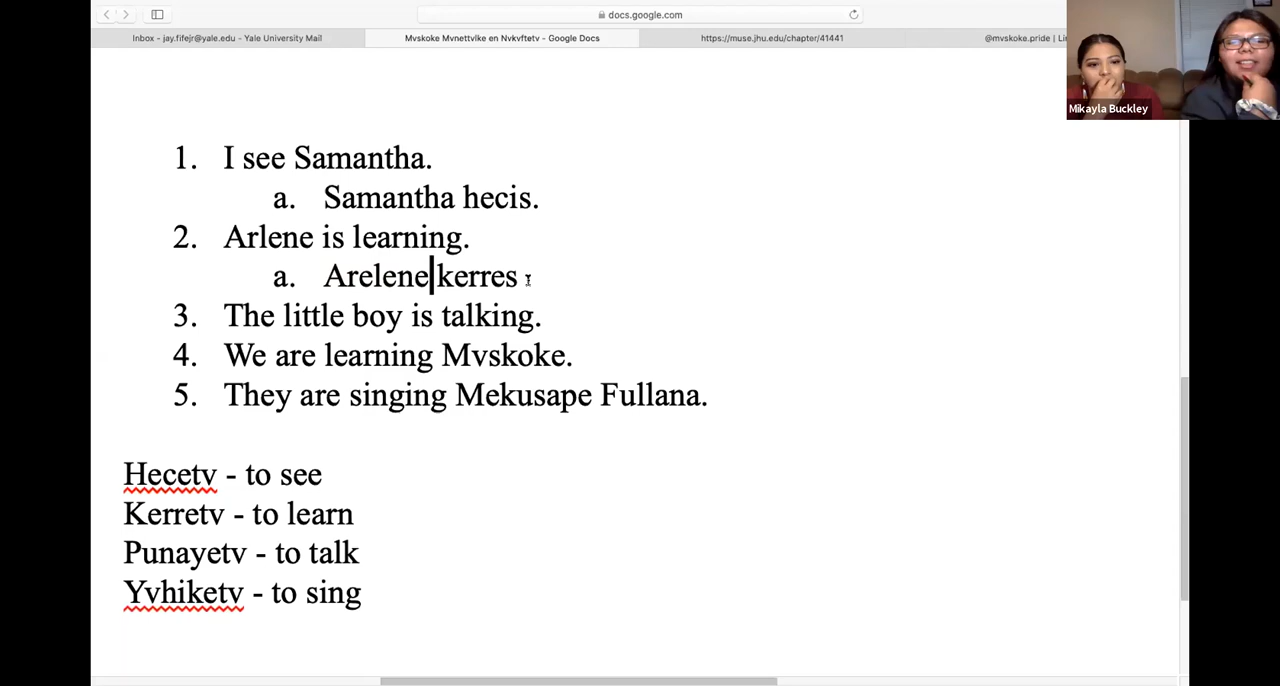 docs.google.com
Inbox - jay.fifejr@yale.edu - Yale University Mail
Mvskoke Mvnettvlke en Nvkvftetv - Google Docs
https://muse.jhu.edu/chapter/41441
@mvskoke.pride | Li
Mikayla Buckley
1. I see Samantha.
a. Samantha hecis.
2. Arlene is learning.
a. Arelene kerres
3. The little boy is talking.
4. We are learning Mvskoke.
5. They are singing Mekusape Fullana.
Hecetv - to see
Kerretv - to learn
Punayetv - to talk
Yvhiketv - to sing